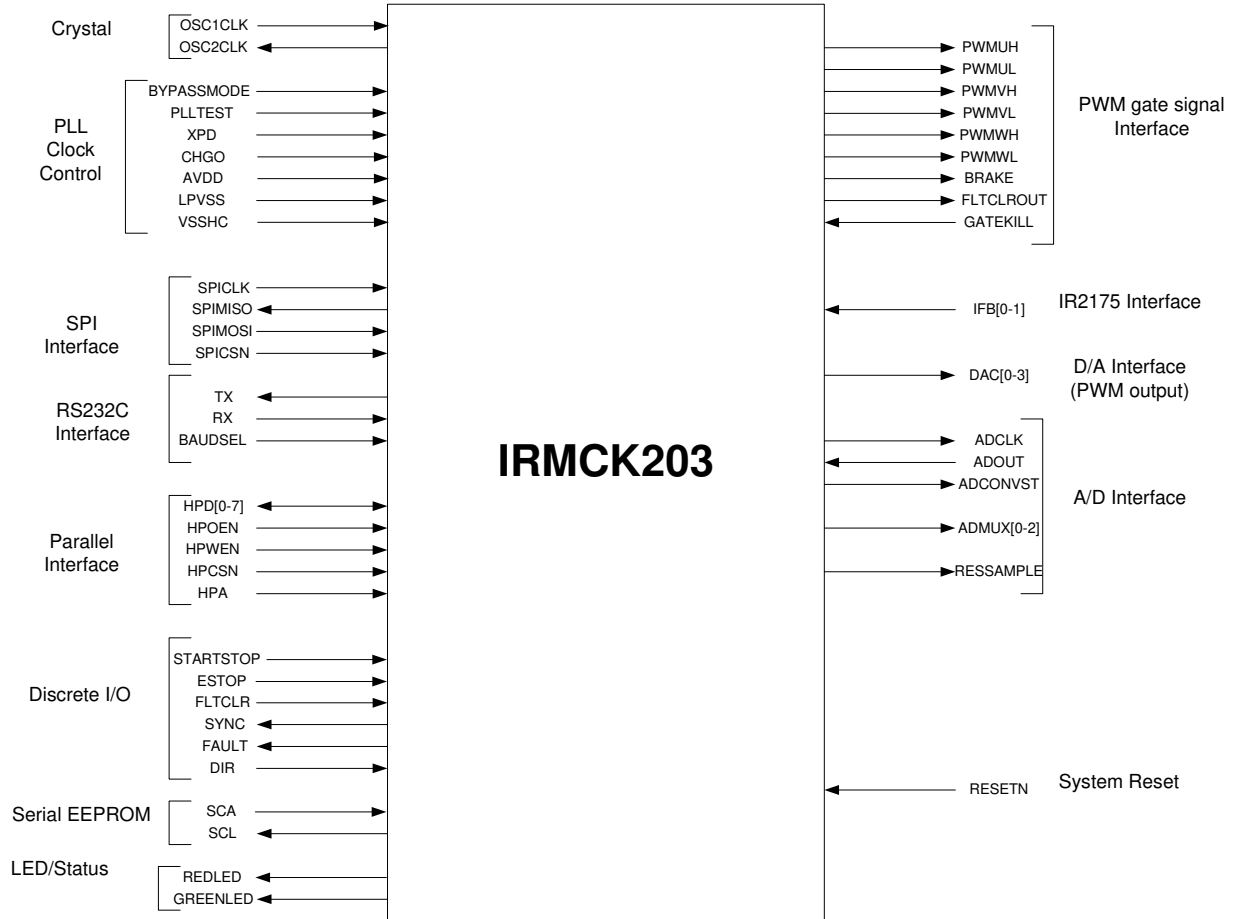 Crystal
OSC1CLK
OSC2CLK
PLL
Clock
Control
BYPASSMODE
PLLTEST
XPD
CHGO
AVDD
LPVSS
VSSHC
SPI
Interface
SPICLK
SPIMISO
SPIMOSI
SPICSN
RS232C
Interface
TX
RX
BAUDSEL
Parallel
Interface
HPD[0-7]
HPOEN
HPWEN
HPCSN
HPA
Discrete I/O
STARTSTOP
ESTOP
FLTCLR
SYNC
FAULT
DIR
Serial EEPROM
SCA
SCL
LED/Status
REDLED
GREENLED
IRMCK203
PWMUH
PWMUL
PWMVH
PWMVL
PWMWH
PWMWL
BRAKE
FLTCLROUT
GATEKILL
PWM gate signal
Interface
IFB[0-1]
IR2175 Interface
DAC[0-3]
D/A Interface
(PWM output)
ADCLK
ADOUT
ADCONVST
ADMUX[0-2]
RESSAMPLE
A/D Interface
RESETN
System Reset